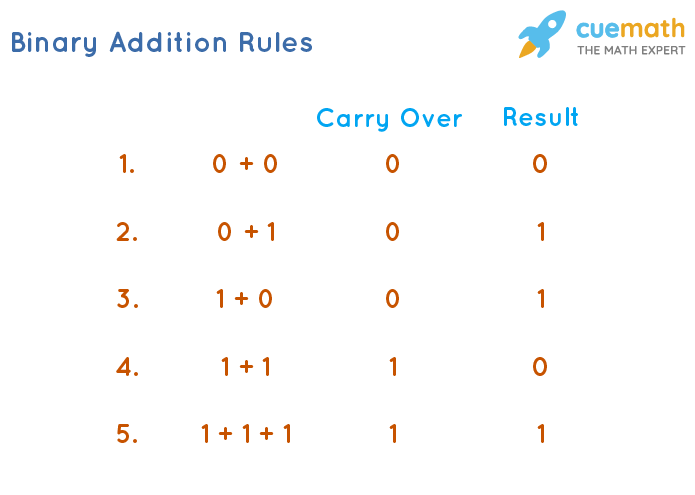 Binary Addition Rules
cuemath
THE MATH EXPERT
Carry Over Result
1. 0 + 0 0 0
2. 0 + 1 0 1
3. 1 + 0 0 1
4. 1 + 1 1 0
5. 1 + 1 + 1 1 1